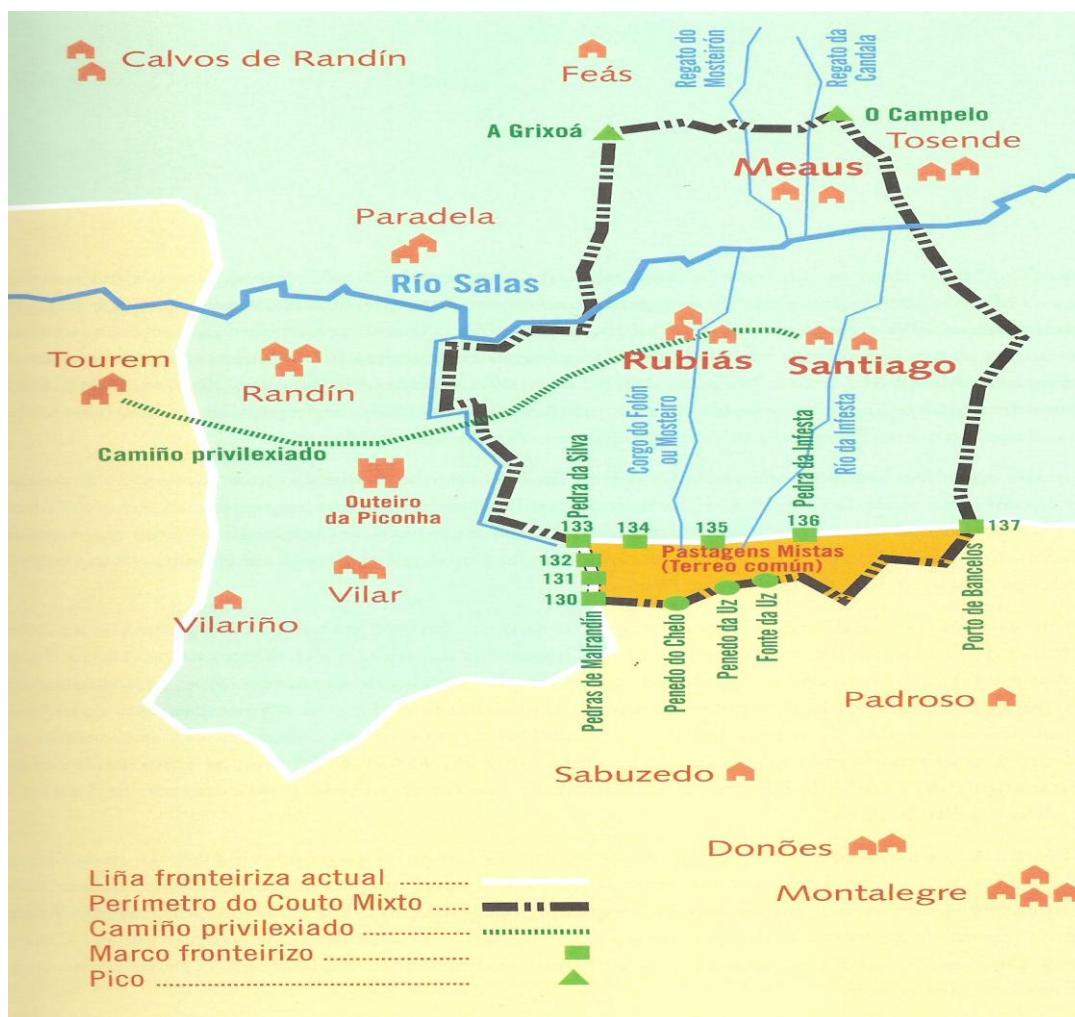 Calvos de Randín
Feás
Regato do
Mosteirón
Regato da
Candala
A Grixoá
O Campelo
Tosende
Meaus
Paradela
Río Salas
Tourem
Randín
Rubiás
Santiago
Camiño privilexiado
Outeiro
da Piconha
Corgo do Folón
ou Mosteiro
Río da Infesta
Pedra da Silva
Pedra da Infesta
133
134
135
136
137
132
131
130
Pastagens Mistas
(Terreo común)
Vilar
Vilariño
Pedras de Malrandín
Penedo do Chelo
Penedo da Uz
Fonte da Uz
Porto de Bancelos
Padroso
Sabuzedo
Donões
Montalegre
Liña fronteiriza actual ..........
Perímetro do Couto Mixto .....
Camiño privilexiado ...............
Marco fronteirizo .....................
Pico .............................................